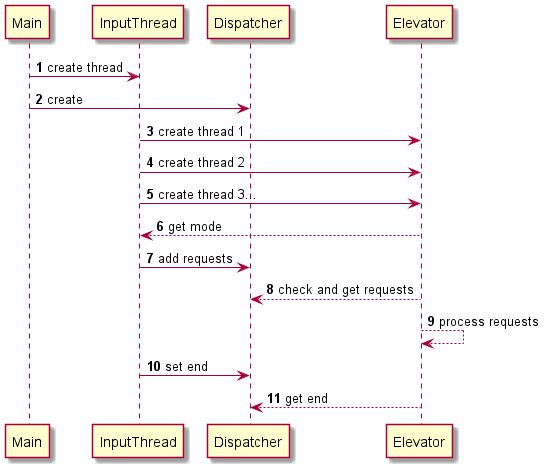 Main InputThread Dispatcher Elevator
1 create thread
2 create
3 create thread 1
4 create thread 2
5 create thread 3...
6 get mode
7 add requests
8 check and get requests
9 process requests
10 set end
11 get end
Main InputThread Dispatcher Elevator